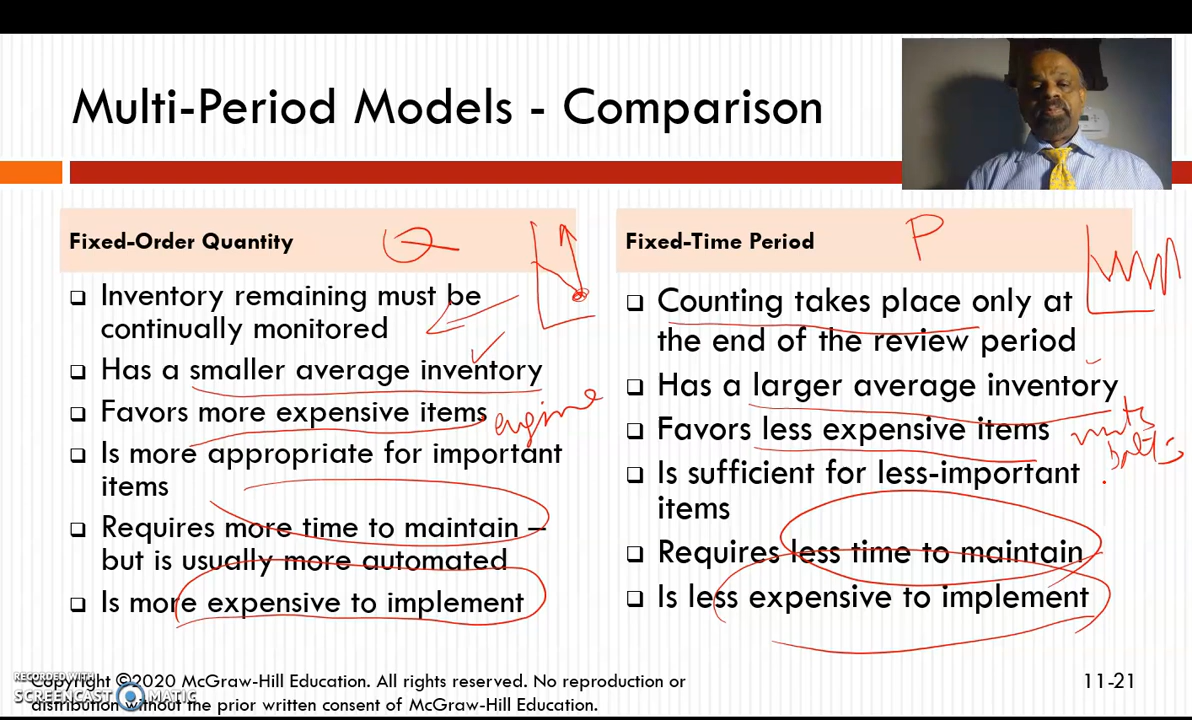 Multi-Period Models - Comparison
Fixed-Order Quantity
Q
❑ Inventory remaining must be
continually monitored
❑ Has a smaller average inventory
❑ Favors more expensive items
engine
❑ Is more appropriate for important
items
❑ Requires more time to maintain –
but is usually more automated
❑ Is more expensive to implement
Fixed-Time Period
P
❑ Counting takes place only at
the end of the review period
❑ Has a larger average inventory
❑ Favors less expensive items
nuts
bolts
❑ Is sufficient for less-important
items
❑ Requires less time to maintain
❑ Is less expensive to implement
RECORDED WITH
SCREENCAST MATIC
Copyright ©2020 McGraw-Hill Education. All rights reserved. No reproduction or
distribution without the prior written consent of McGraw-Hill Education.
11-21